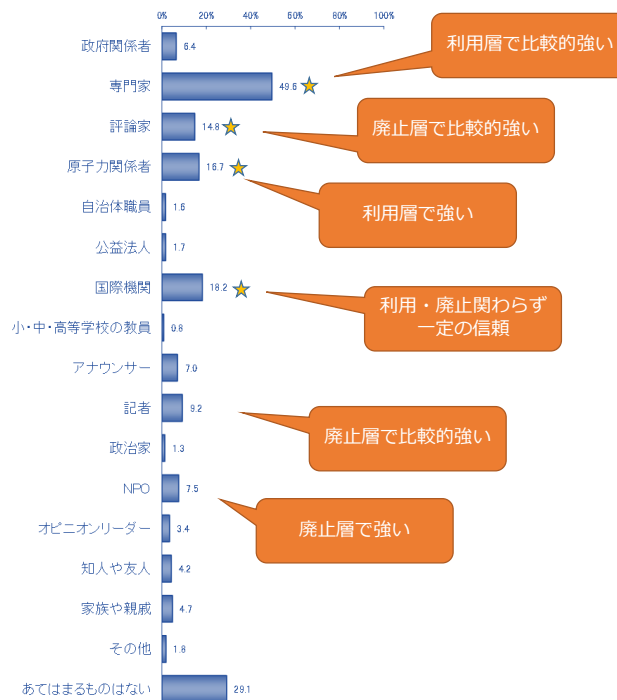 0% 20% 40% 60% 80% 100%
政府関係者 6.4
利用層で比較的強い
専門家 49.6
評論家 14.8
廃止層で比較的強い
原子力関係者 16.7
自治体職員 1.6
利用層で強い
公益法人 1.7
国際機関 18.2
利用・廃止関わらず
一定の信頼
小・中・高等学校の教員 0.8
アナウンサー 7.0
記者 9.2
廃止層で比較的強い
政治家 1.3
NPO 7.5
オピニオンリーダー 3.4
廃止層で強い
知人や友人 4.2
家族や親戚 4.7
その他 1.8
あてはまるものはない 29.1